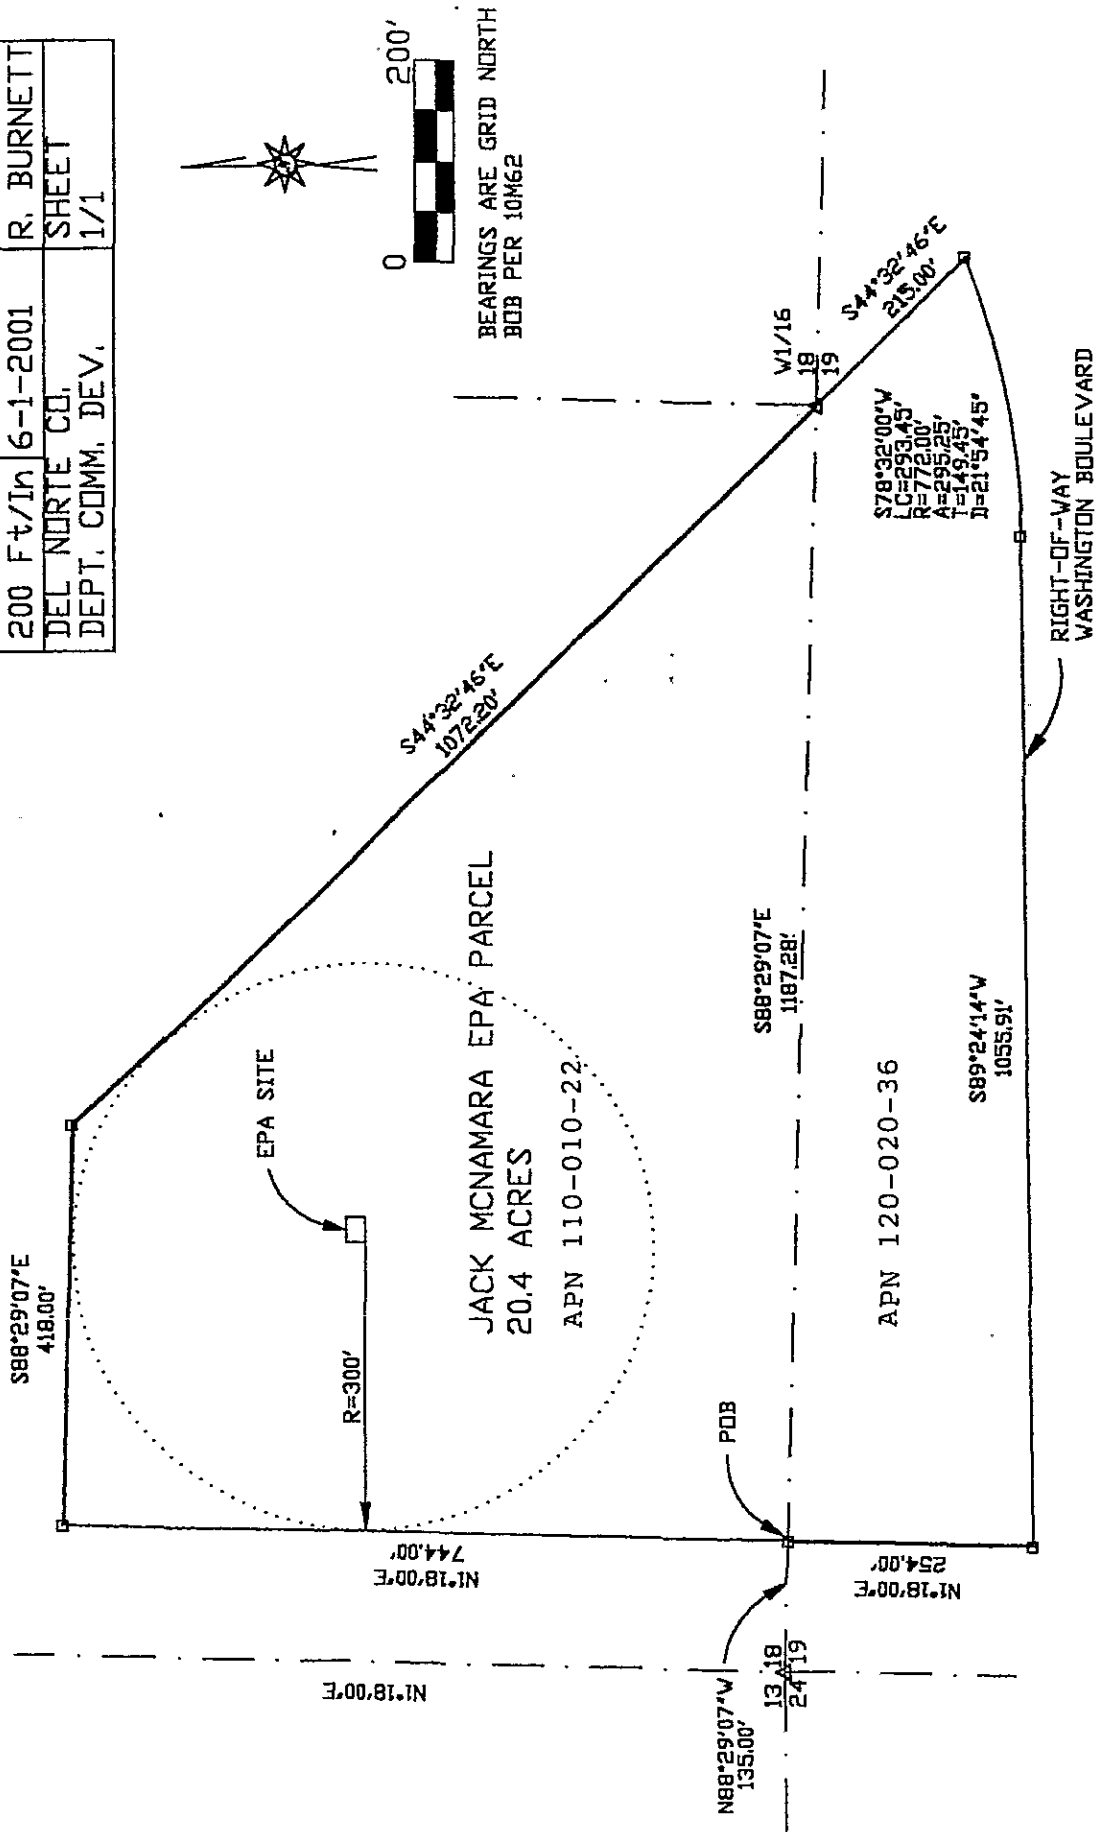 200 Ft/In 6-1-2001 R. BURNETT
DEL NORTE CO. SHEET
DEPT. COMM. DEV. 1/1
0 200'
BEARINGS ARE GRID NORTH
BOB PER 10M62
S88°29'07"E
418.00'
EPA SITE
R=300'
N1°18'00"E
744.00'
N1°18'00"E
S44°32'46"E
1072.20'
JACK MCNAMARA EPA PARCEL
20.4 ACRES
APN 110-010-22
W1/16
18
19
S44°32'46"E
215.00'
S88°29'07"E
1187.28'
POB
N88°29'07"W
135.00'
13 18
24 19
N1°18'00"E
254.00'
APN 120-020-36
S78°32'00"W
LC=293.45'
R=772.00'
A=295.25'
T=149.45'
D=21°54'45"
S89°24'14"W
1055.91'
RIGHT-OF-WAY
WASHINGTON BOULEVARD